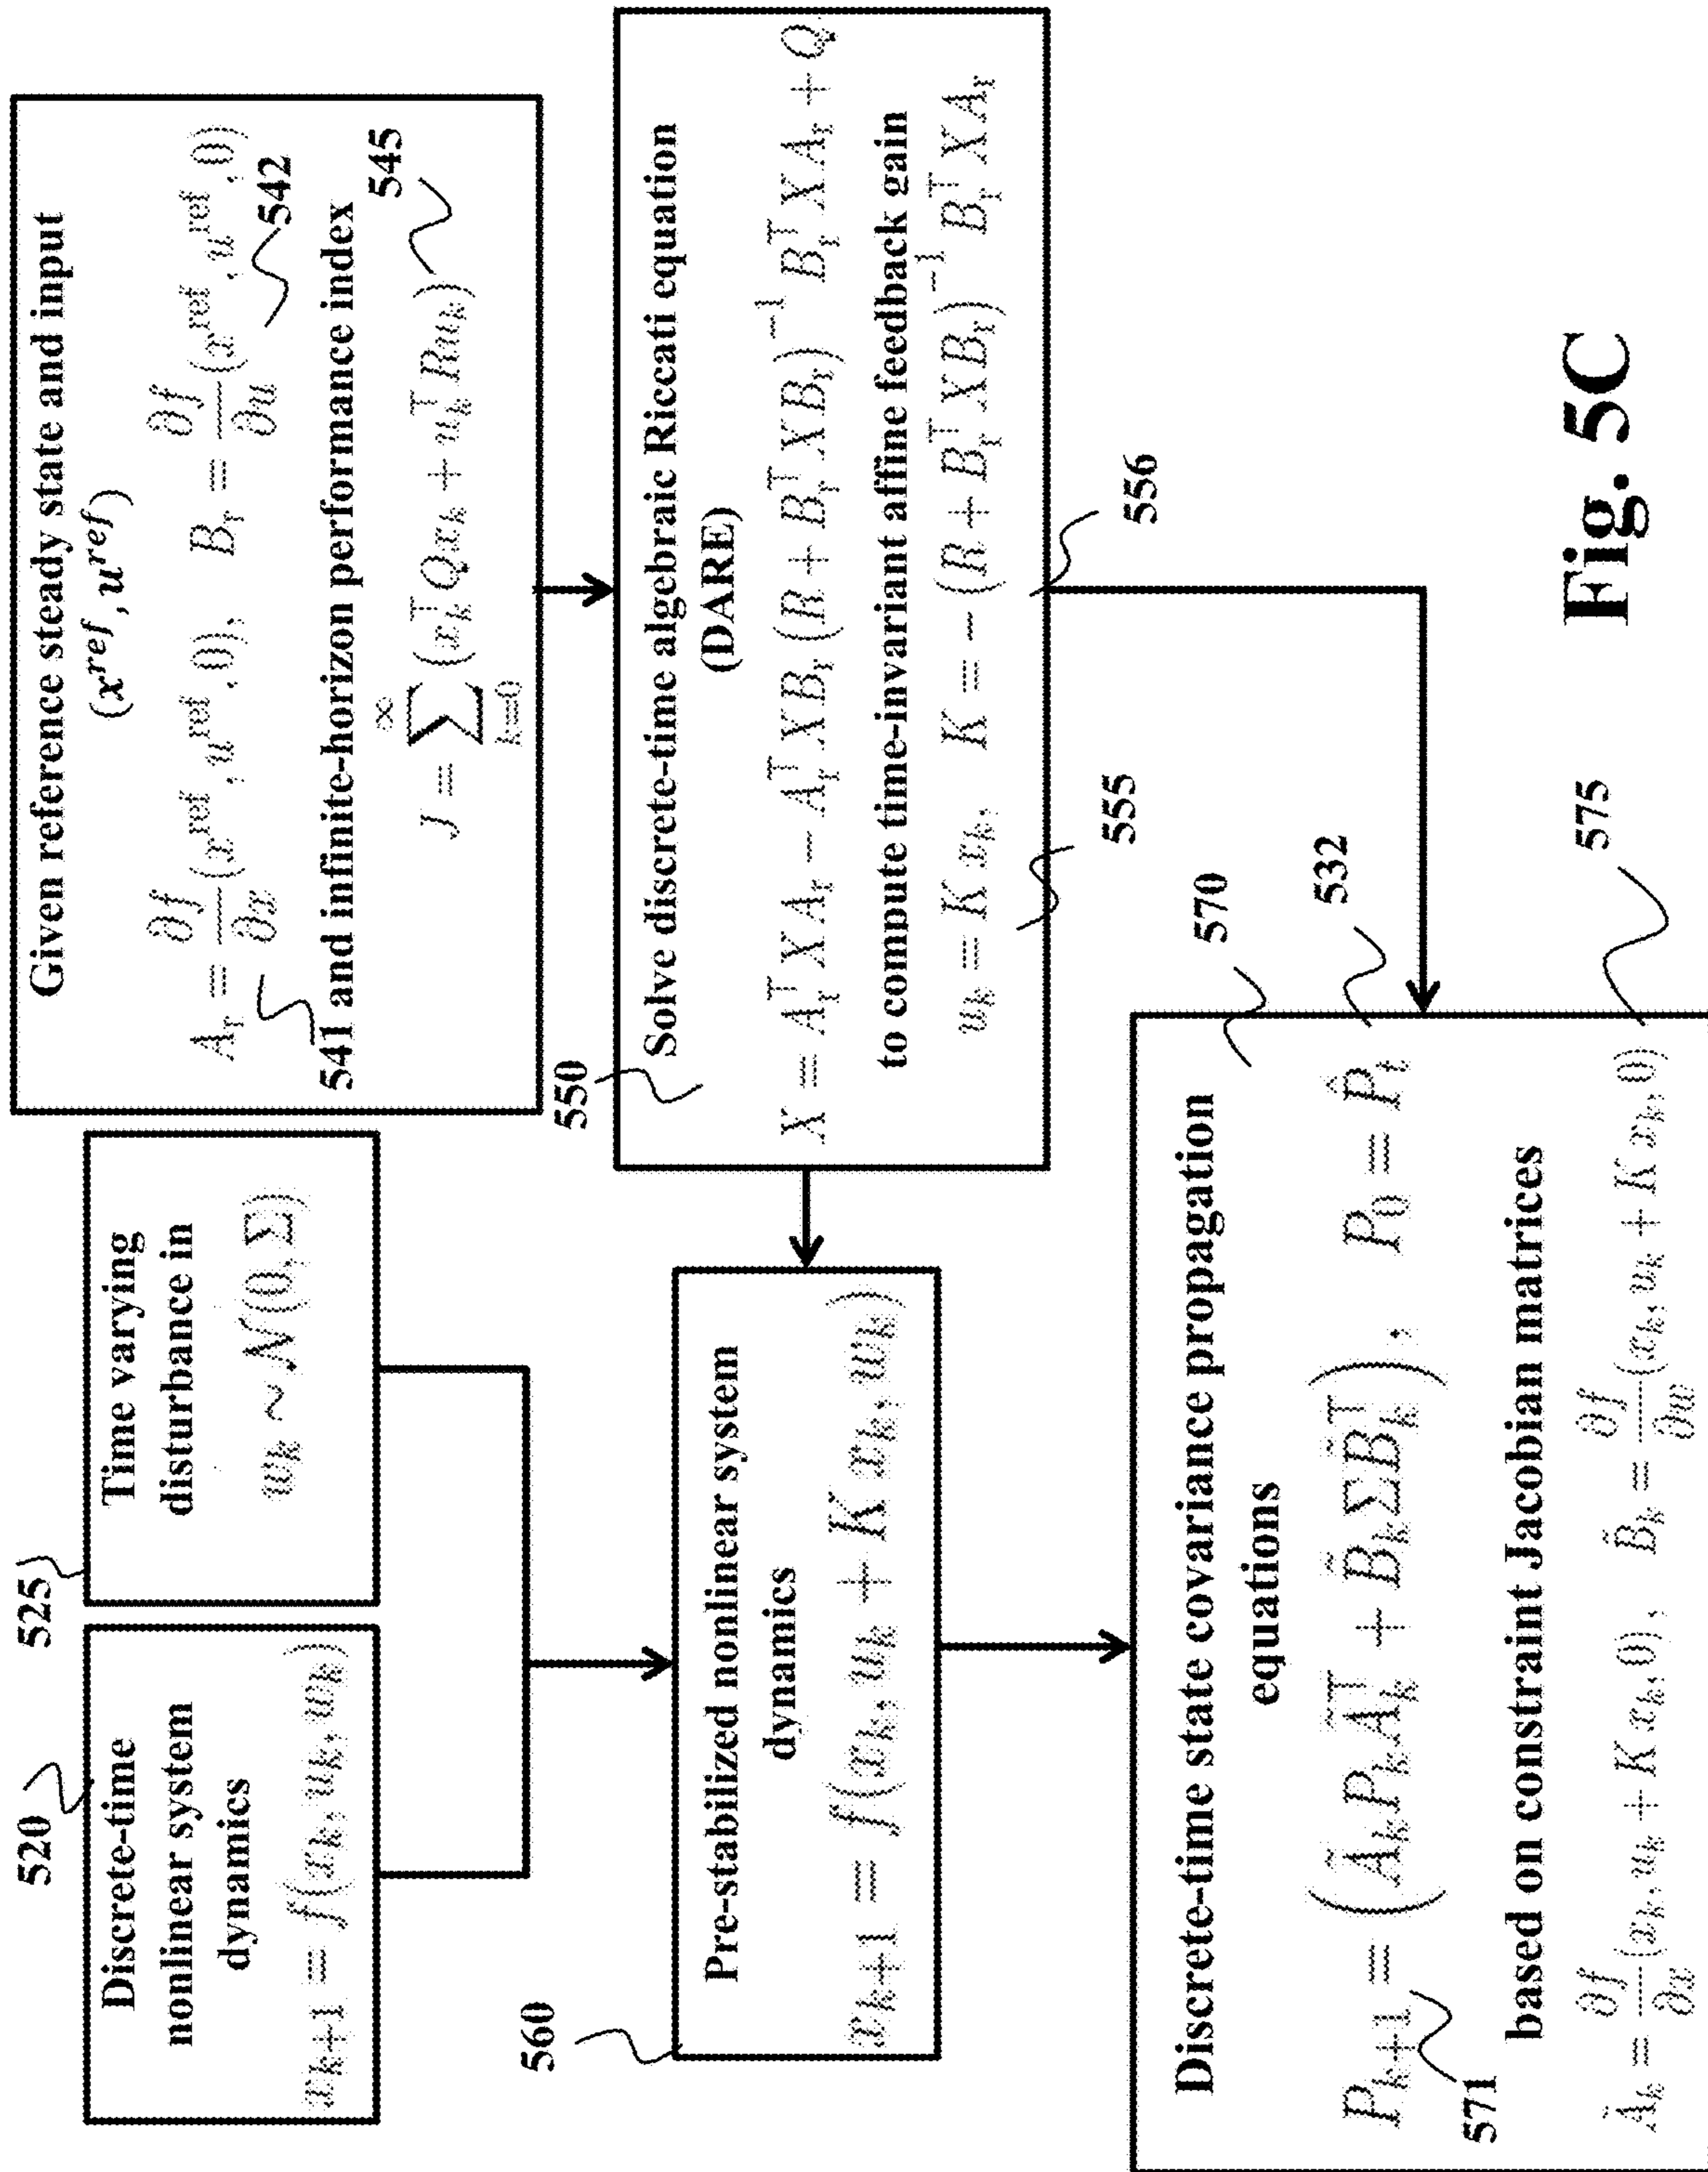 520
Discrete-time
nonlinear system
dynamics
x_{k+1} = f(x_k, u_k, w_k)
525
Time varying
disturbance in
w_k ~ N(0, Σ)
Given reference steady state and input
(x^{ref}, u^{ref})
A_r = ∂f/∂x (x^{ref}, u^{ref}, 0), B_r = ∂f/∂u (x^{ref}, u^{ref}, 0)
542
541 and infinite-horizon performance index
J = ∑_{k=0}^{∞} (x_k^⊤ Q x_k + u_k^⊤ R u_k)
545
550
Solve discrete-time algebraic Riccati equation
(DARE)
X = A_r^⊤ X A_r − A_r^⊤ X B_r (R + B_r^⊤ X B_r)^{−1} B_r^⊤ X A_r + Q
to compute time-invariant affine feedback gain
u_k = K x_k, K = −(R + B_r^⊤ X B_r)^{−1} B_r^⊤ X A_r
555
556
560
Pre-stabilized nonlinear system
dynamics
x_{k+1} = f(x_k, u_k + K x_k, w_k)
570
Discrete-time state covariance propagation
equations
P_{k+1} = (Ã_k P_k Ã_k^⊤ + B̃_k Σ B̃_k^⊤), P_0 = P̂_t
532
571
based on constraint Jacobian matrices
Ã_k = ∂f/∂x (x_k, u_k + K x_k, 0), B̃_k = ∂f/∂w (x_k, u_k + K x_k, 0)
575
Fig. 5C